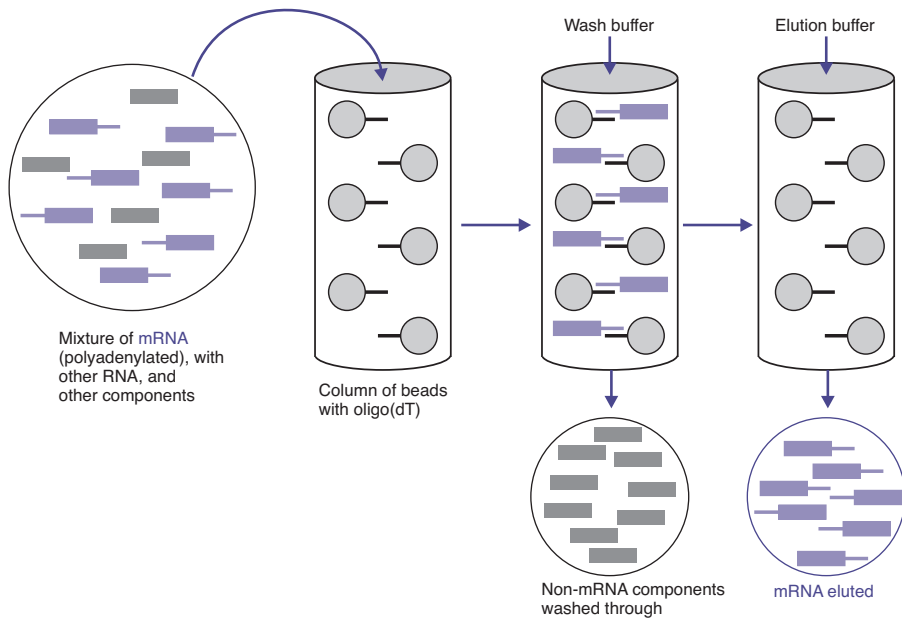 Wash buffer
Elution buffer
Mixture of mRNA
(polyadenylated), with
other RNA, and
other components
Column of beads
with oligo(dT)
Non-mRNA components
washed through
mRNA eluted